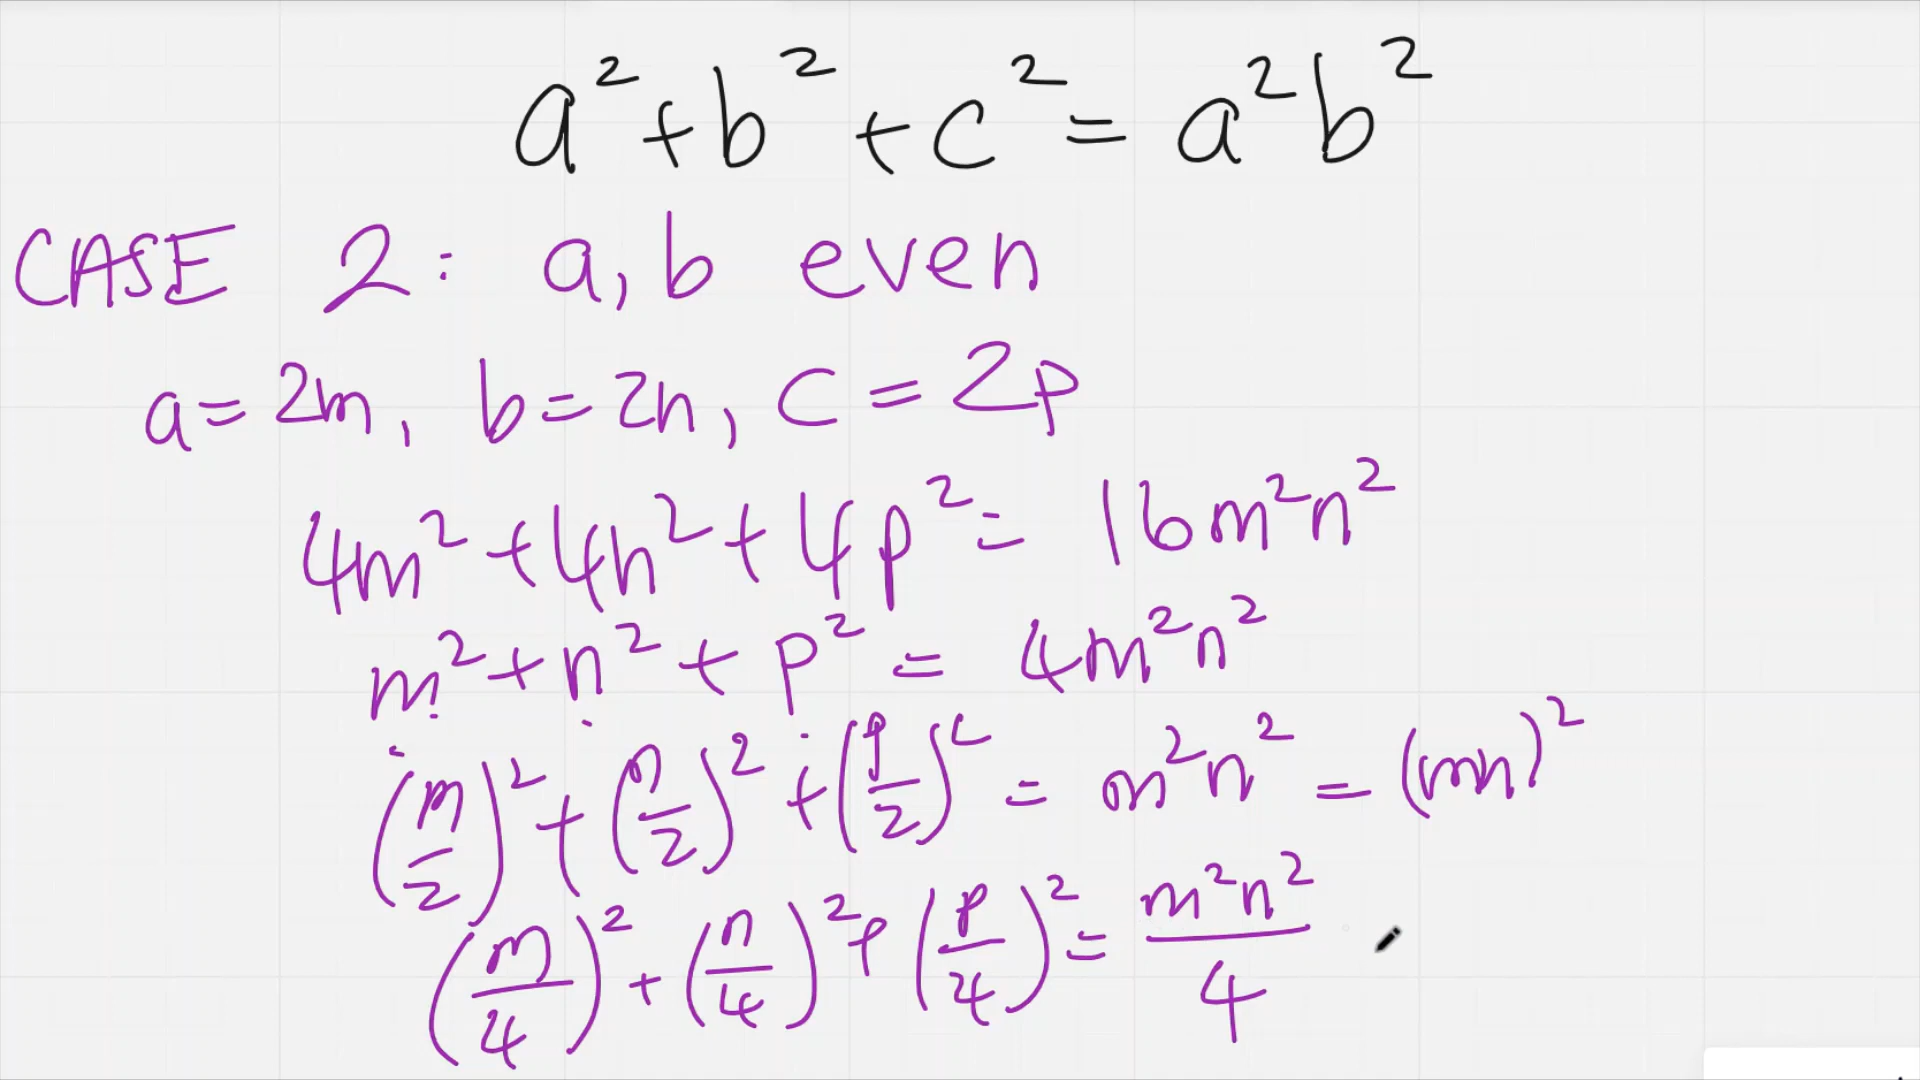 a² + b² + c² = a²b²
CASE 2: a, b even
a = 2m, b = 2n, c = 2p
4m² + 4n² + 4p² = 16m²n²
m² + n² + p² = 4m²n²
(m/2)² + (n/2)² + (p/2)² = m²n² = (mn)²
(m/4)² + (n/4)² + (p/4)² = m²n²/4